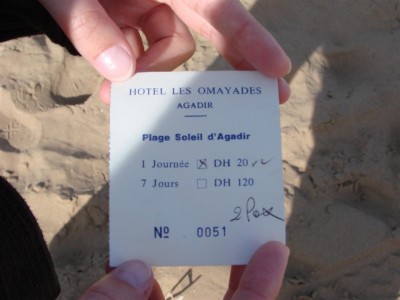 HOTEL LES OMAYADES
AGADIR
Plage Soleil d'Agadir
1 Journée ☒ DH 20
7 Jours ☐ DH 120
2 Pax
Nº 0051